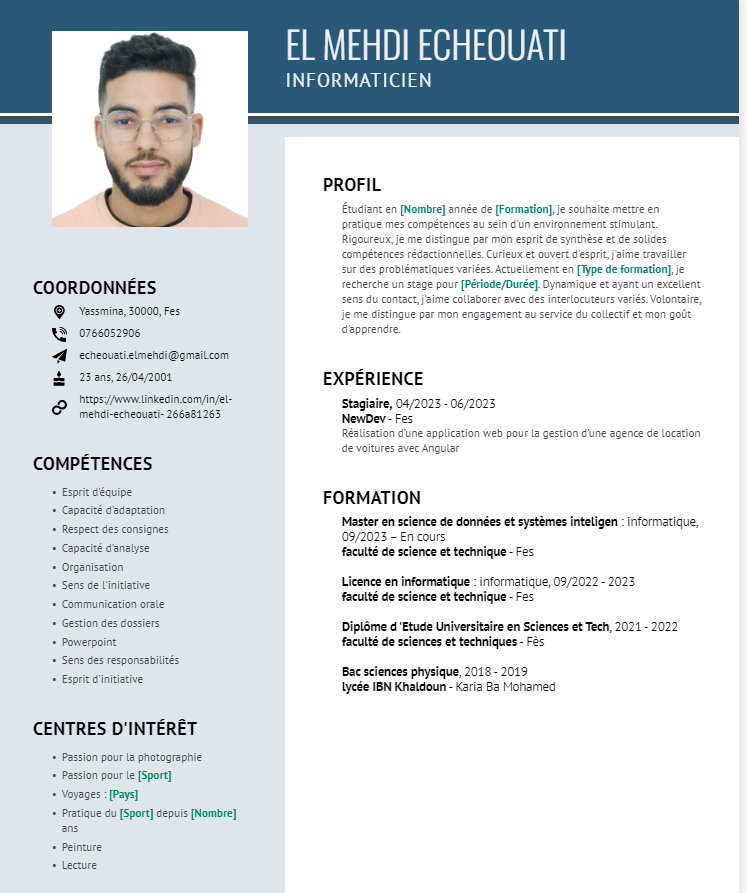 EL MEHDI ECHEOUATI
INFORMATICIEN
COORDONNÉES
Yassmina, 30000, Fes
0766052906
echeouati.elmehdi@gmail.com
23 ans, 26/04/2001
https://www.linkedin.com/in/el-
mehdi-echeouati- 266a81263
COMPÉTENCES
• Esprit d'équipe
• Capacité d'adaptation
• Respect des consignes
• Capacité d'analyse
• Organisation
• Sens de l'initiative
• Communication orale
• Gestion des dossiers
• Powerpoint
• Sens des responsabilités
• Esprit d'initiative
CENTRES D'INTÉRÊT
• Passion pour la photographie
• Passion pour le [Sport]
• Voyages : [Pays]
• Pratique du [Sport] depuis [Nombre]
ans
• Peinture
• Lecture
PROFIL
Étudiant en [Nombre] année de [Formation], je souhaite mettre en
pratique mes compétences au sein d'un environnement stimulant.
Rigoureux, je me distingue par mon esprit de synthèse et de solides
compétences rédactionnelles. Curieux et ouvert d'esprit, j'aime travailler
sur des problématiques variées. Actuellement en [Type de formation], je
recherche un stage pour [Période/Durée]. Dynamique et ayant un excellent
sens du contact, j'aime collaborer avec des interlocuteurs variés. Volontaire,
je me distingue par mon engagement au service du collectif et mon goût
d'apprendre.
EXPÉRIENCE
Stagiaire, 04/2023 - 06/2023
NewDev - Fes
Réalisation d'une application web pour la gestion d'une agence de location
de voitures avec Angular
FORMATION
Master en science de données et systèmes inteligen : informatique,
09/2023 – En cours
faculté de science et technique - Fes
Licence en informatique : informatique, 09/2022 - 2023
faculté de science et technique - Fes
Diplôme d 'Etude Universitaire en Sciences et Tech, 2021 - 2022
faculté de sciences et techniques - Fès
Bac sciences physique, 2018 - 2019
lycée IBN Khaldoun - Karia Ba Mohamed